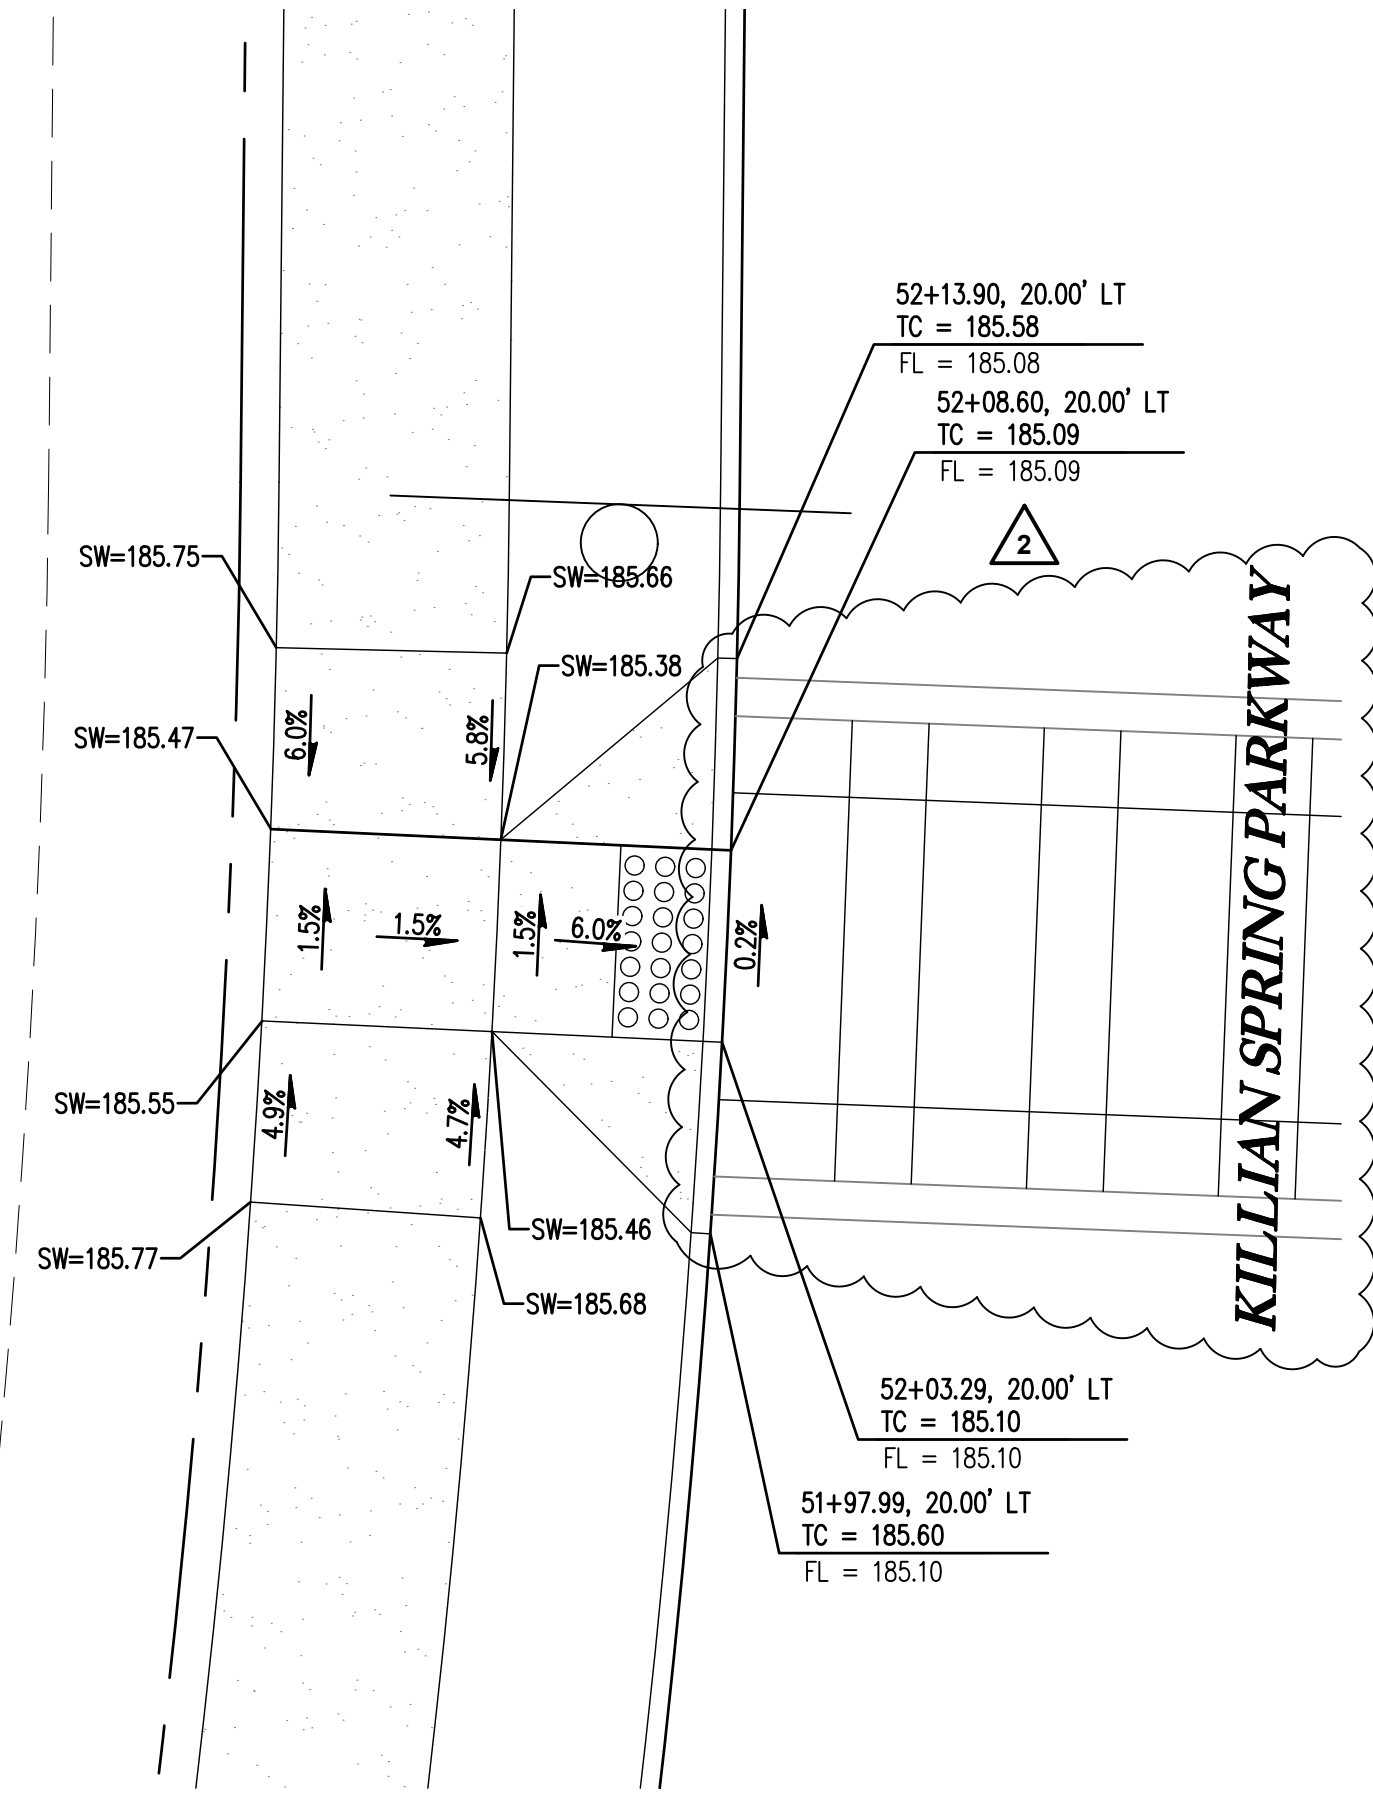 52+13.90, 20.00' LT
TC = 185.58
FL = 185.08
52+08.60, 20.00' LT
TC = 185.09
FL = 185.09
2
SW=185.75
SW=185.66
SW=185.38
SW=185.47
6.0%
5.8%
1.5%
1.5%
1.5%
6.0%
0.2%
KILLIAN SPRING PARKWAY
SW=185.55
4.9%
4.7%
SW=185.46
SW=185.77
SW=185.68
52+03.29, 20.00' LT
TC = 185.10
FL = 185.10
51+97.99, 20.00' LT
TC = 185.60
FL = 185.10